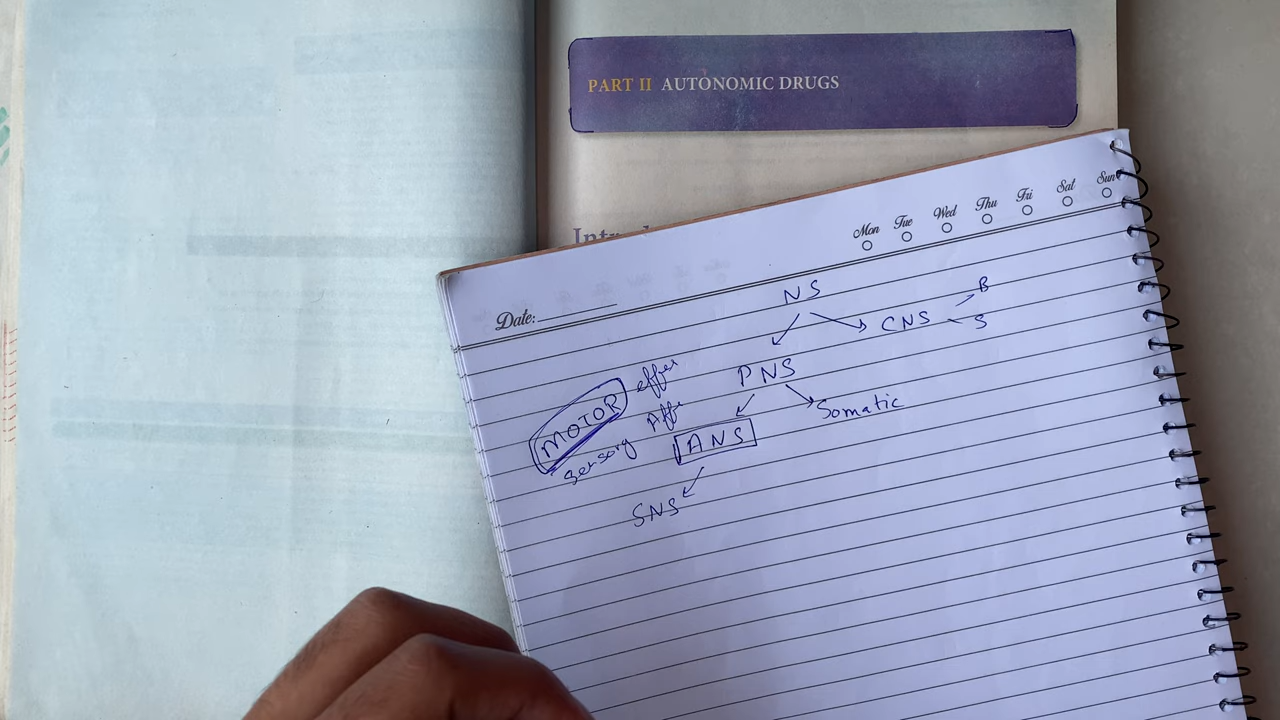 PART II AUTONOMIC DRUGS
Mon Tue Wed Thu Fri Sat Sun
Date:
NS
CNS
B
S
PNS
Somatic
MOTOR effe
sensory Affe
ANS
SNS